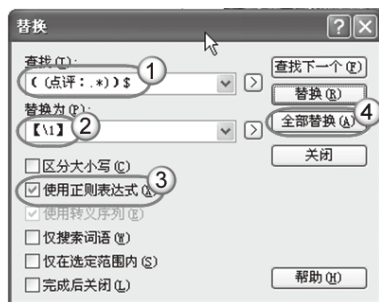 替换
查找(I):
((点评:.*))$
①
查找下一个(F)
替换为(P):
替换(R)
【\1】
②
全部替换(A)
④
关闭
区分大小写(C)
使用正则表达式(X)
③
使用转义序列(E)
仅搜索词语(W)
仅在选定范围内(S)
完成后关闭(L)
帮助(H)